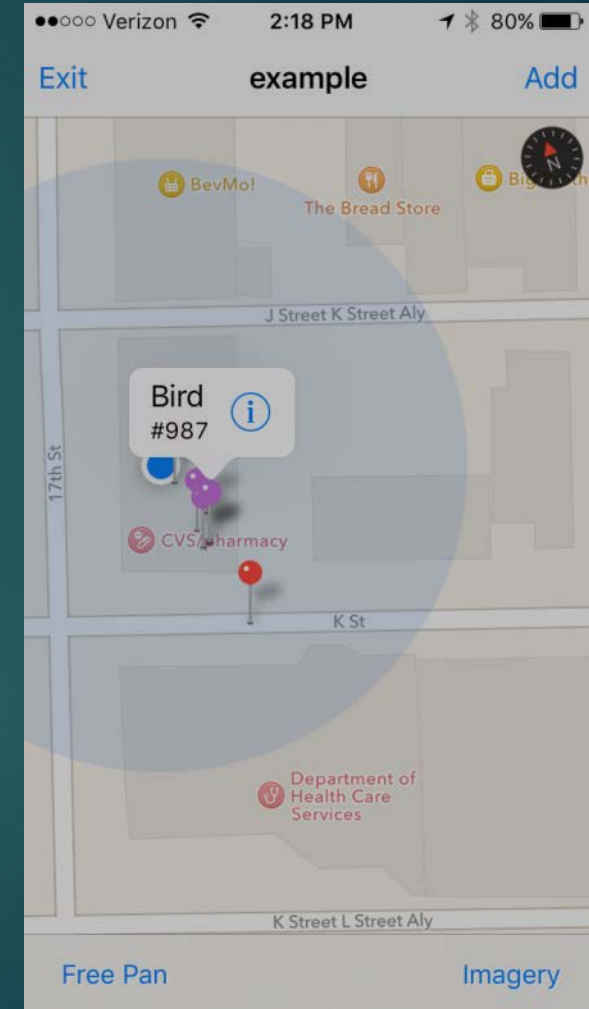 Verizon 2:18 PM 80%
Exit example Add
BevMo!
The Bread Store
N
J Street K Street Aly
Bird
#987
i
17th St
CVS/pharmacy
K St
Department of
Health Care
Services
K Street L Street Aly
Free Pan Imagery